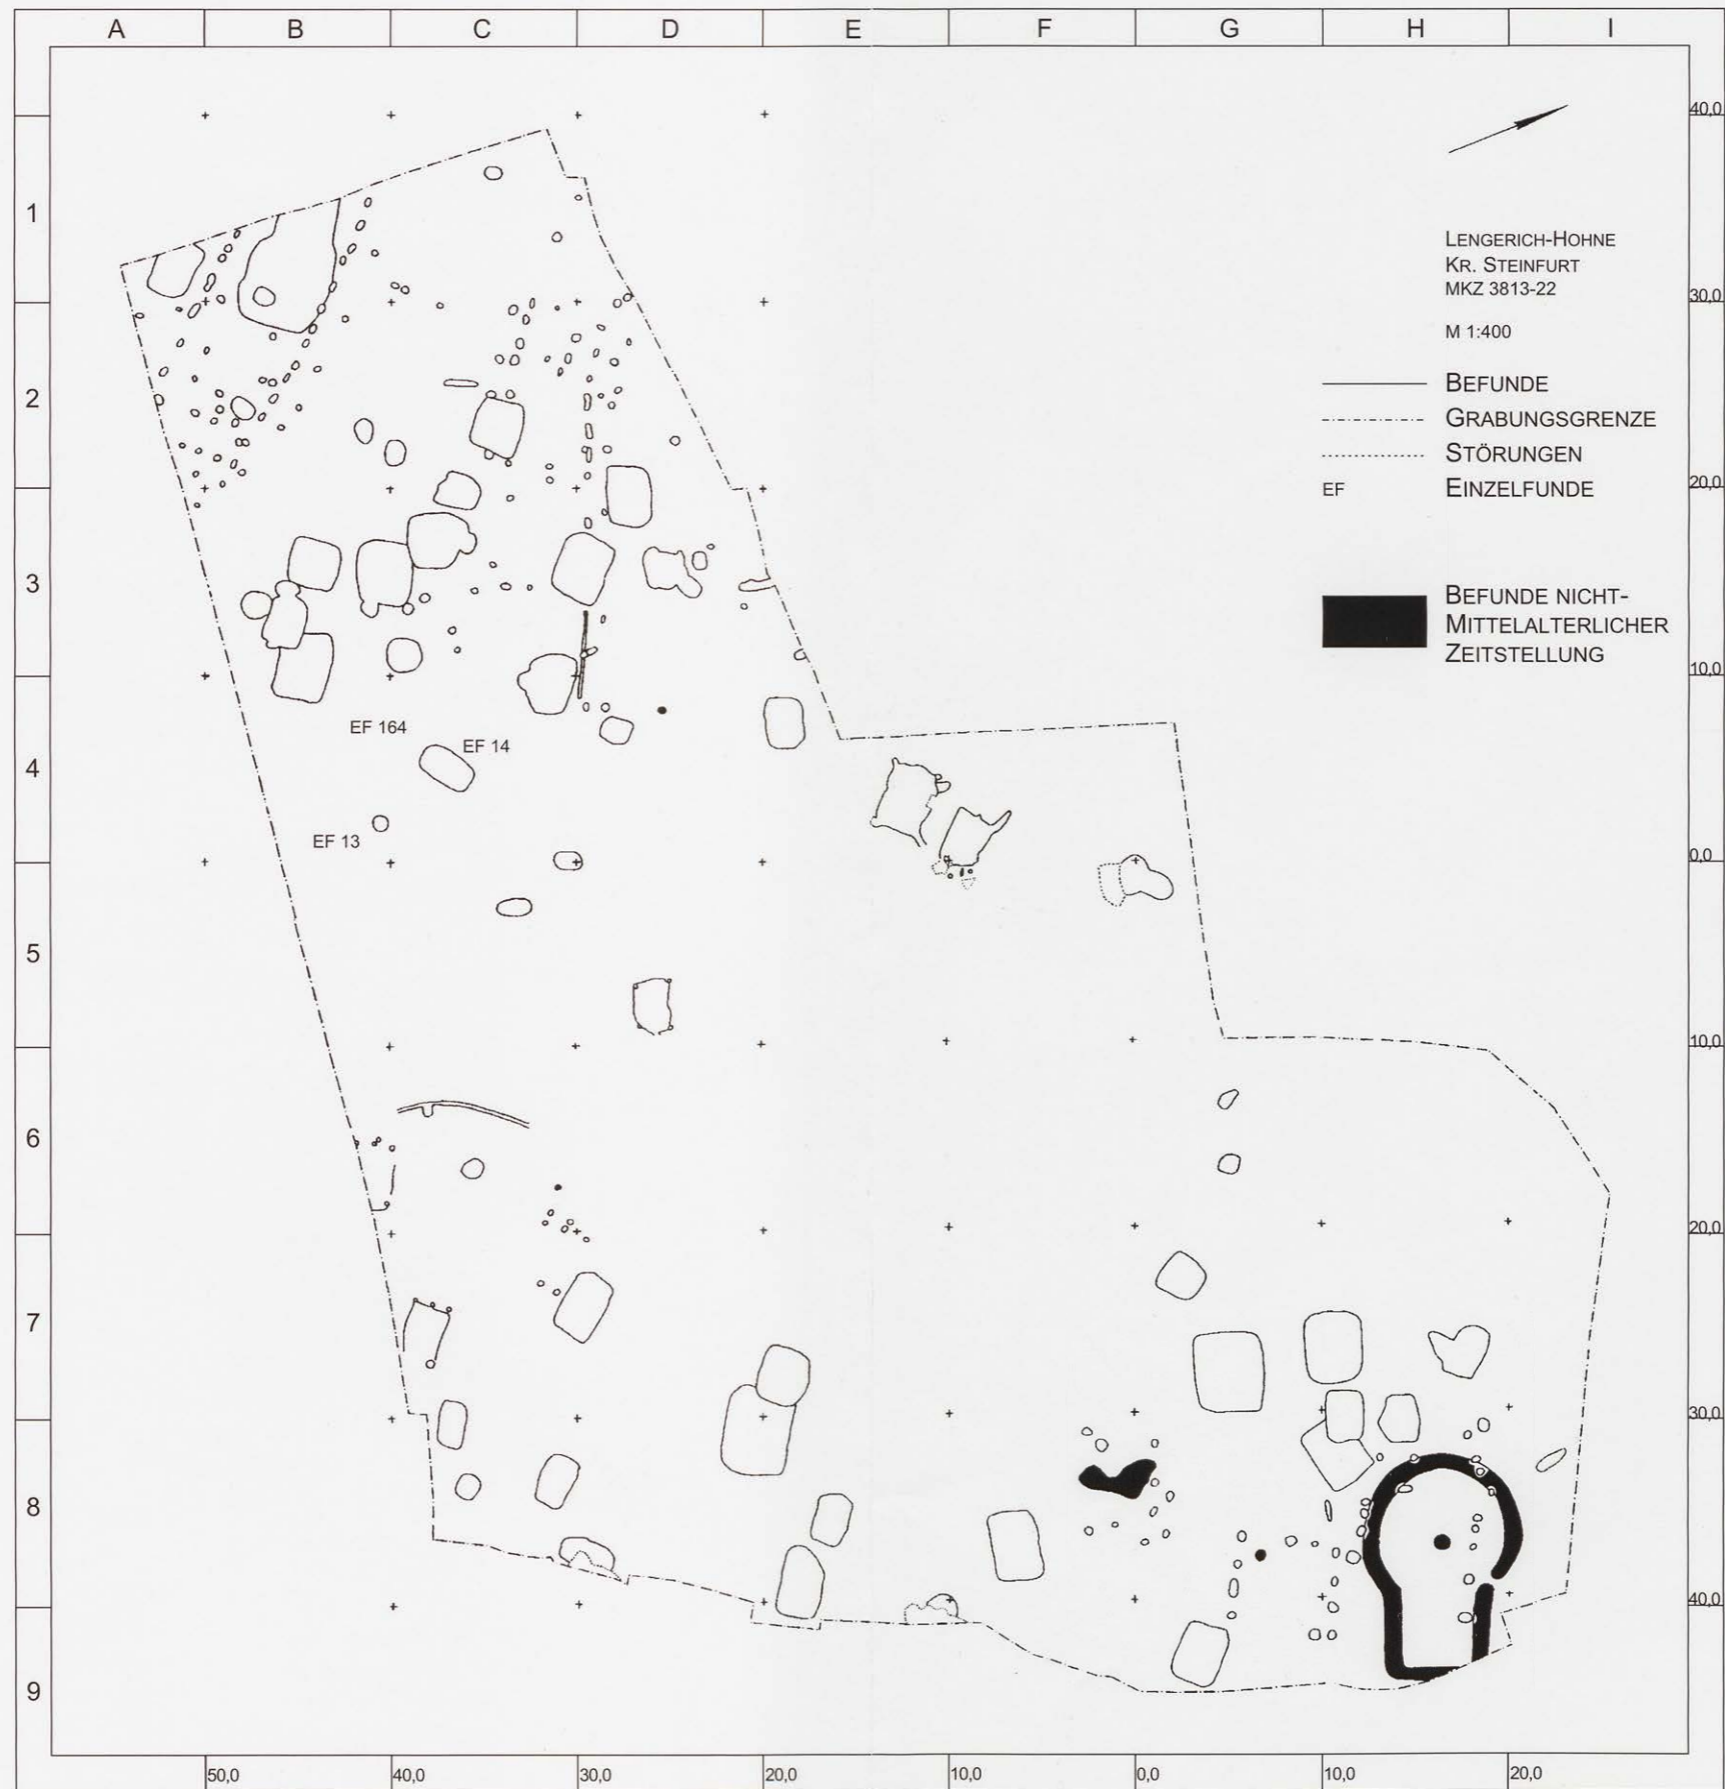 A B C D E F G H I
40,0
1
LENGERICH-HOHNE
KR. STEINFURT
MKZ 3813-22
30,0
M 1:400
BEFUNDE
2
GRABUNGSGRENZE
STÖRUNGEN
EF EINZELFUNDE
20,0
3
BEFUNDE NICHT-
MITTELALTERLICHER
ZEITSTELLUNG
10,0
EF 164
EF 14
4
EF 13
0,0
5
10,0
6
20,0
7
30,0
8
40,0
9
50,0 40,0 30,0 20,0 10,0 0,0 10,0 20,0